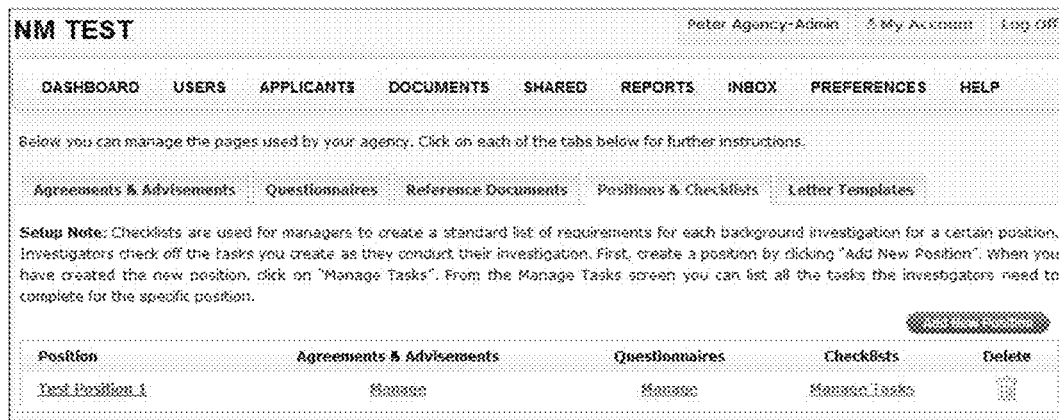 NM TEST
Peter Agency-Admin My Account Log Off
DASHBOARD USERS APPLICANTS DOCUMENTS SHARED REPORTS INBOX PREFERENCES HELP
Below you can manage the pages used by your agency. Click on each of the tabs below for further instructions.
Agreements & Advisements Questionnaires Reference Documents Positions & Checklists Letter Templates
Setup Note: Checklists are used for managers to create a standard list of requirements for each background investigation for a certain position.
Investigators check off the tasks you create as they conduct their investigation. First, create a position by clicking "Add New Position". When you
have created the new position, click on "Manage Tasks". From the Manage Tasks screen you can list all the tasks the investigators need to
complete for the specific position.
Position Agreements & Advisements Questionnaires Checklists Delete
Test Position 1 Manage Manage Manage Tasks